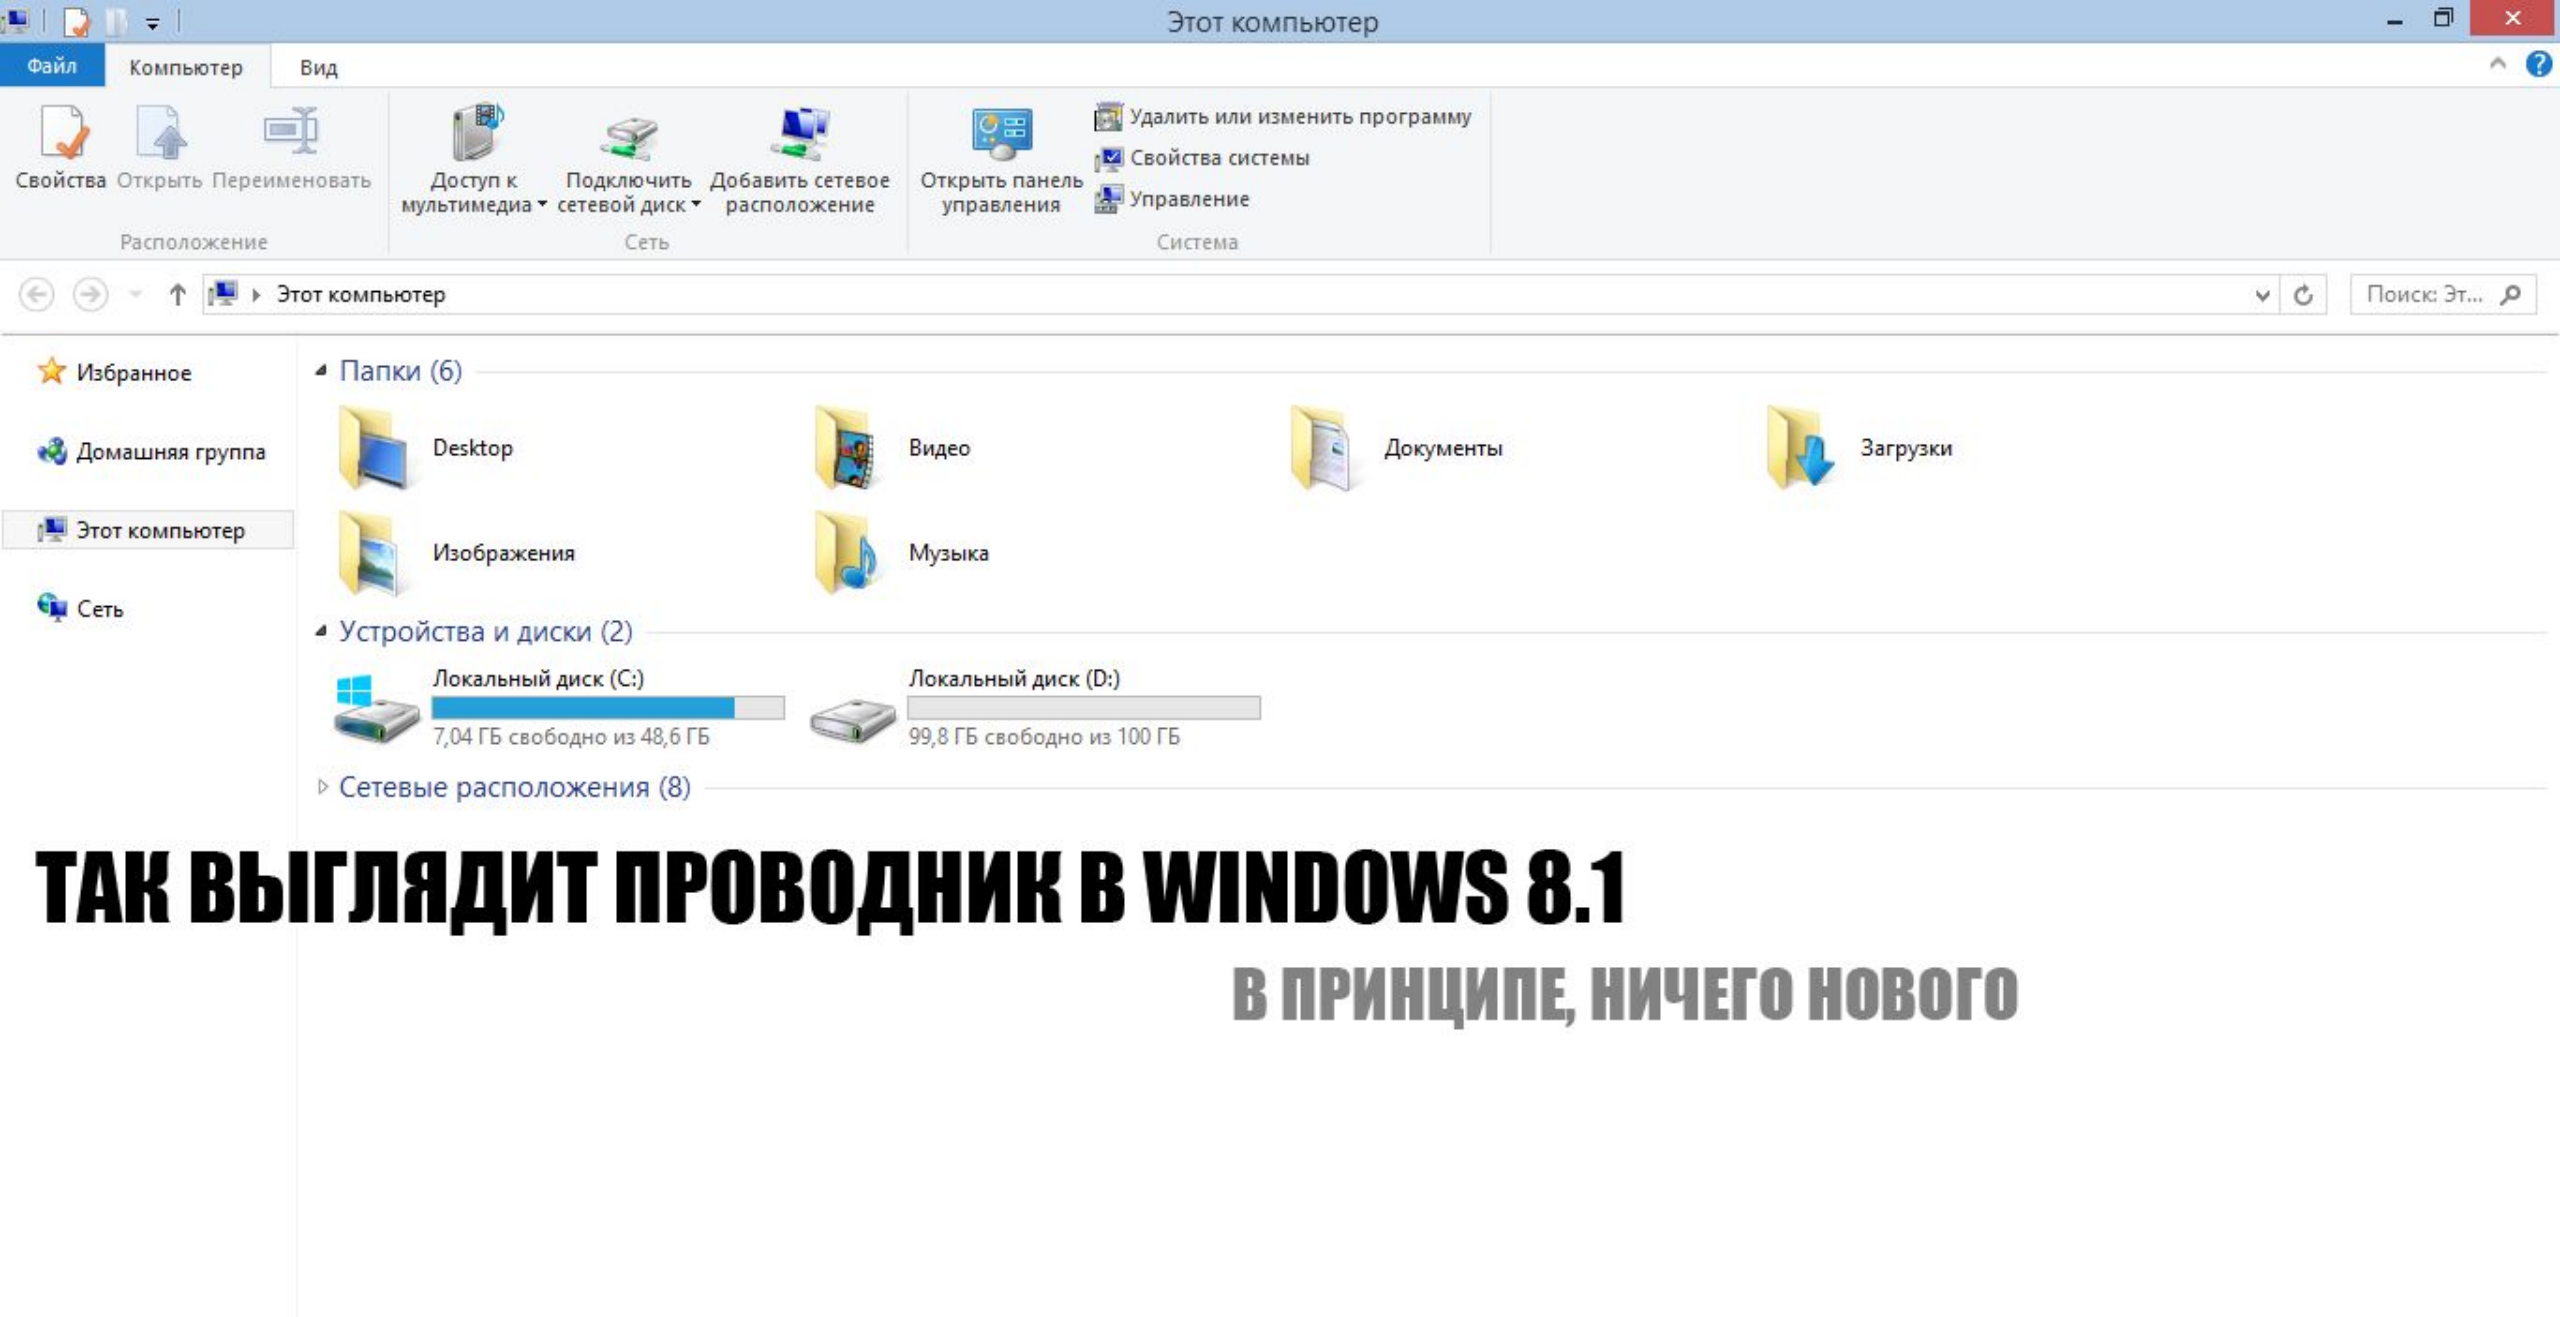 Этот компьютер
Файл
Компьютер
Вид
Свойства
Открыть
Переименовать
Расположение
Доступ к
мультимедиа
Подключить
сетевой диск
Добавить сетевое
расположение
Сеть
Открыть панель
управления
Удалить или изменить программу
Свойства системы
Управление
Система
Этот компьютер
Поиск: Эт...
Избранное
Домашняя группа
Этот компьютер
Сеть
Папки (6)
Desktop
Видео
Документы
Загрузки
Изображения
Музыка
Устройства и диски (2)
Локальный диск (C:)
7,04 ГБ свободно из 48,6 ГБ
Локальный диск (D:)
99,8 ГБ свободно из 100 ГБ
Сетевые расположения (8)
ТАК ВЫГЛЯДИТ ПРОВОДНИК В WINDOWS 8.1
В ПРИНЦИПЕ, НИЧЕГО НОВОГО